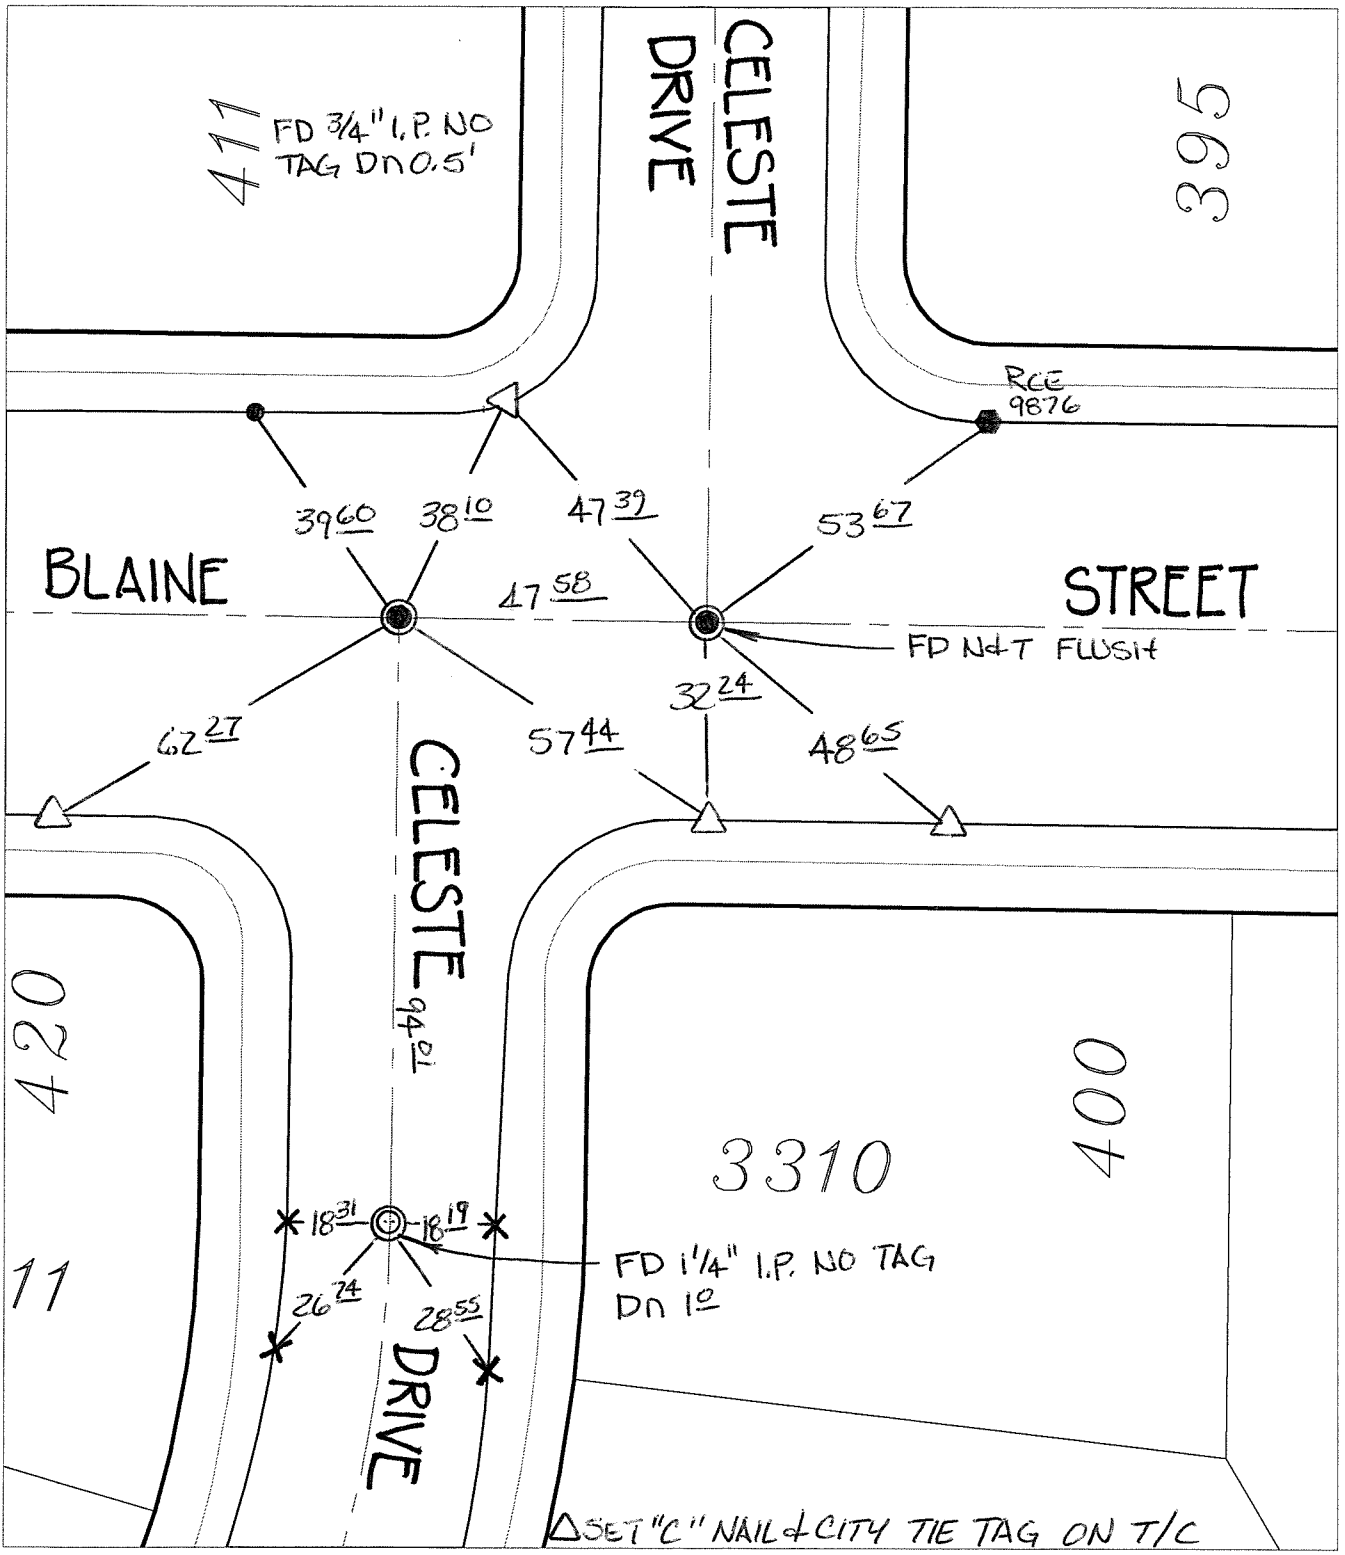 CELESTE
DRIVE
411
FD 3/4" I.P. NO
TAG Dn 0.5'
395
RCE
9876
39 60
38 10
47 39
53 67
BLAINE
47 58
STREET
FD N&T FLUSH
32 24
62 27
57 44
48 65
CELESTE
94 01
420
400
3310
18 31
18 19
FD 1 1/4" I.P. NO TAG
Dn 1 0
11
26 74
28 55
DRIVE
△ SET "C" NAIL & CITY TIE TAG ON T/C